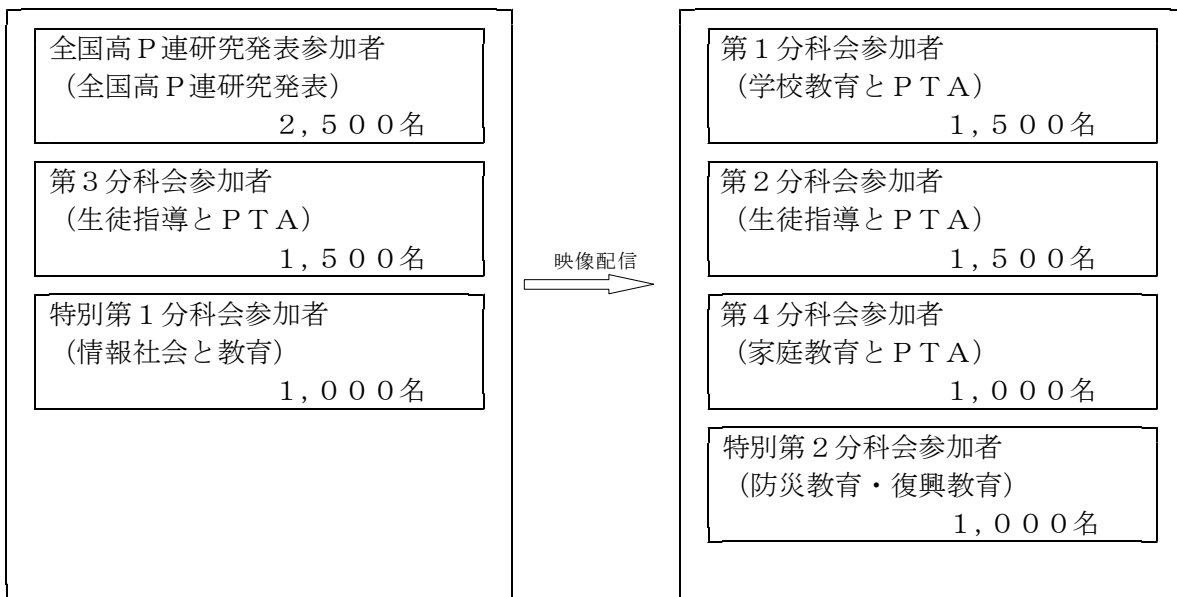 全国高Ｐ連研究発表参加者
（全国高Ｐ連研究発表）
２,５００名
第３分科会参加者
（生徒指導とＰＴＡ）
１,５００名
特別第１分科会参加者
（情報社会と教育）
１,０００名
映像配信
第１分科会参加者
（学校教育とＰＴＡ）
１,５００名
第２分科会参加者
（生徒指導とＰＴＡ）
１,５００名
第４分科会参加者
（家庭教育とＰＴＡ）
１,０００名
特別第２分科会参加者
（防災教育・復興教育）
１,０００名